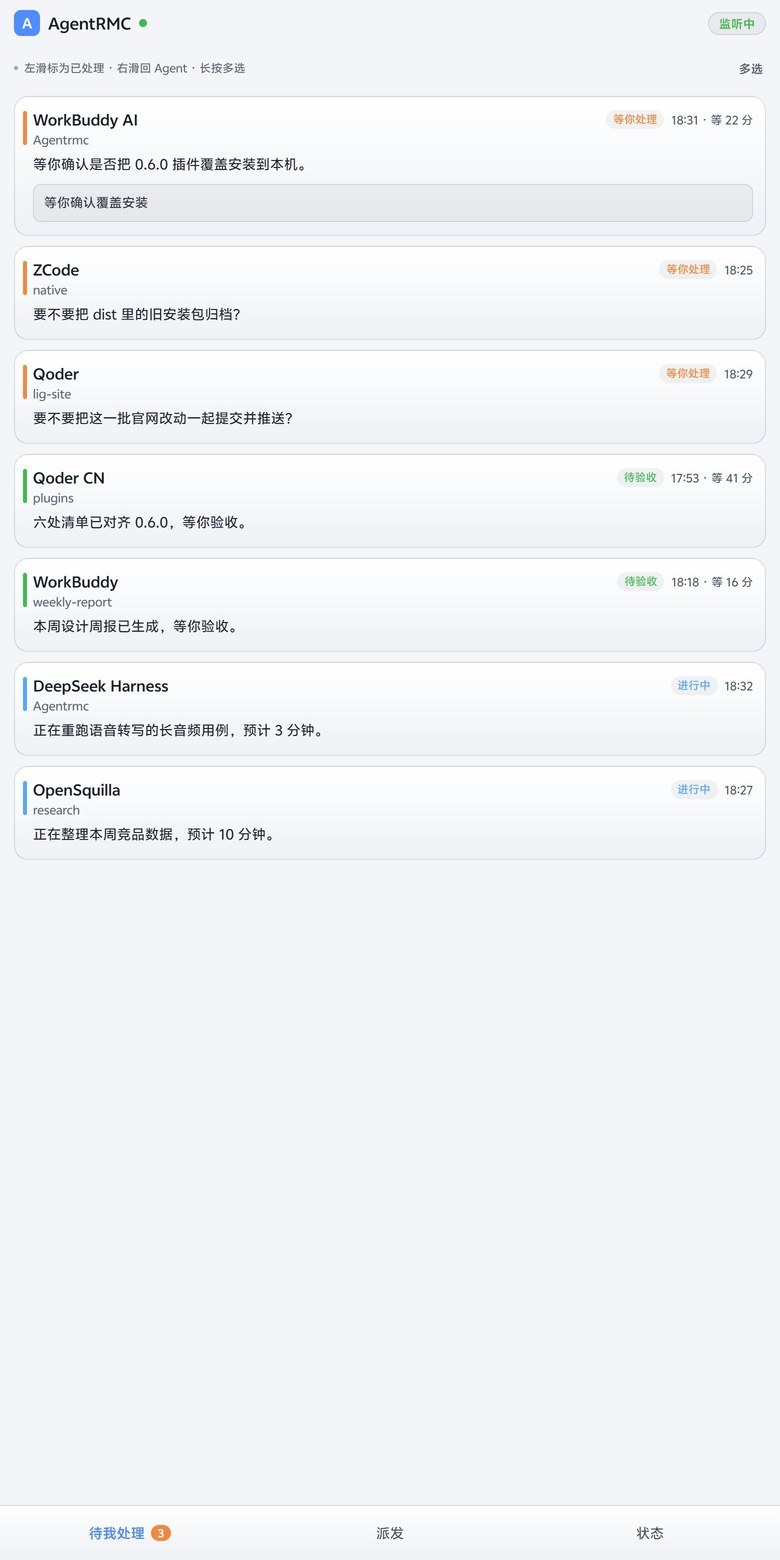 A AgentRMC 监听中
左滑标为已处理 · 右滑回 Agent · 长按多选 多选
WorkBuddy AI 等你处理 18:31 · 等 22 分
Agentrmc
等你确认是否把 0.6.0 插件覆盖安装到本机。
等你确认覆盖安装
ZCode 等你处理 18:25
native
要不要把 dist 里的旧安装包归档？
Qoder 等你处理 18:29
lig-site
要不要把这一批官网改动一起提交并推送？
Qoder CN 待验收 17:53 · 等 41 分
plugins
六处清单已对齐 0.6.0，等你验收。
WorkBuddy 待验收 18:18 · 等 16 分
weekly-report
本周设计周报已生成，等你验收。
DeepSeek Harness 进行中 18:32
Agentrmc
正在重跑语音转写的长音频用例，预计 3 分钟。
OpenSquilla 进行中 18:27
research
正在整理本周竞品数据，预计 10 分钟。
待我处理 3 派发 状态